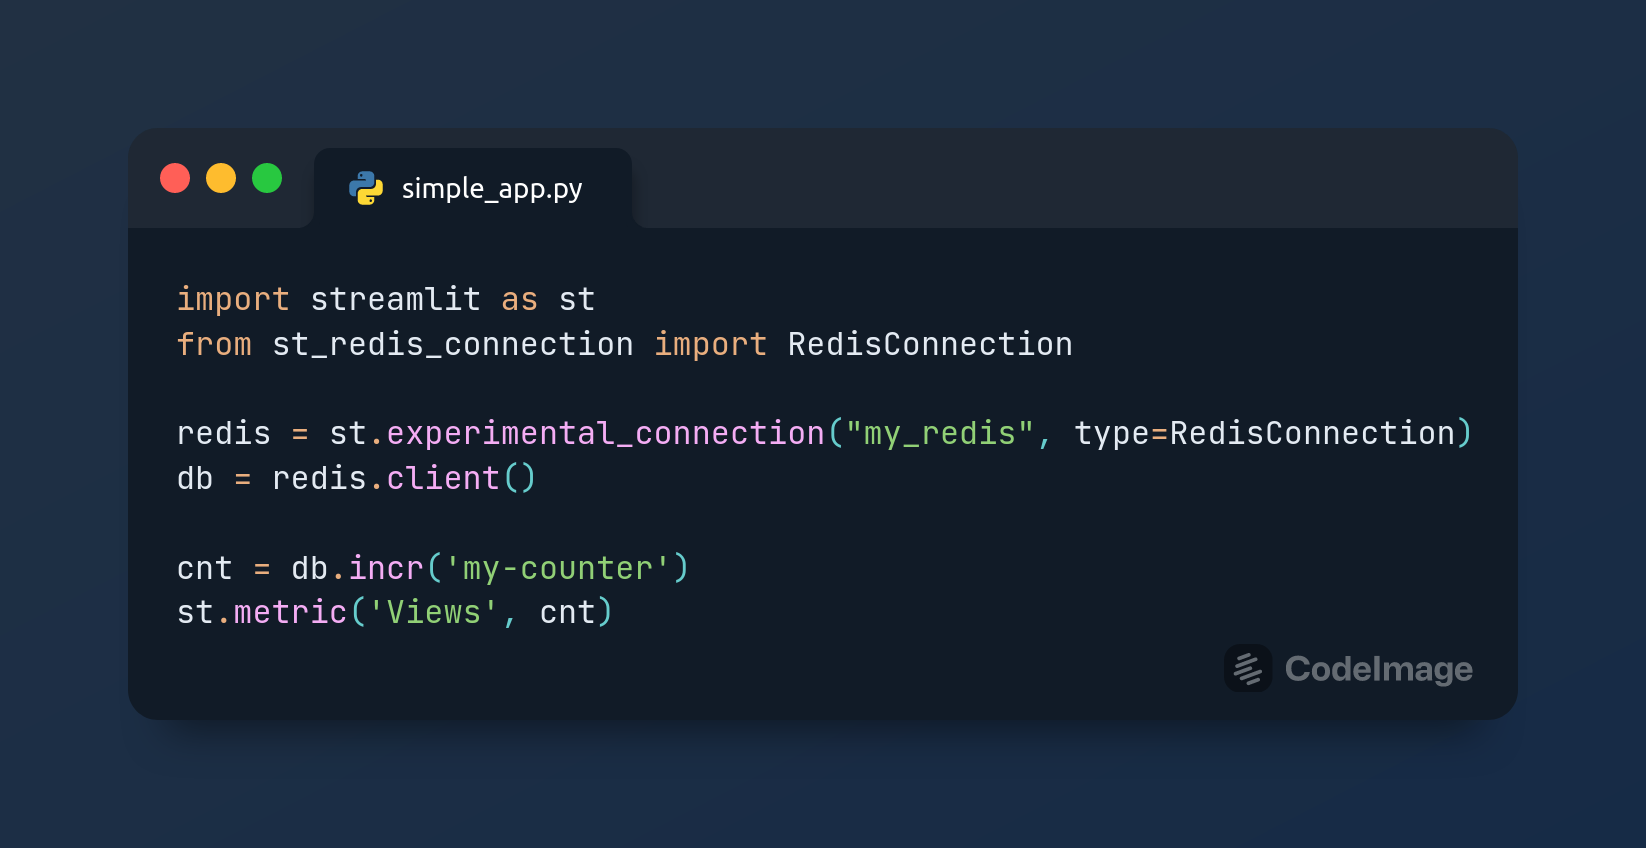 simple_app.py
import streamlit as st
from st_redis_connection import RedisConnection
redis = st.experimental_connection("my_redis", type=RedisConnection)
db = redis.client()
cnt = db.incr('my-counter')
st.metric('Views', cnt)
CodeImage